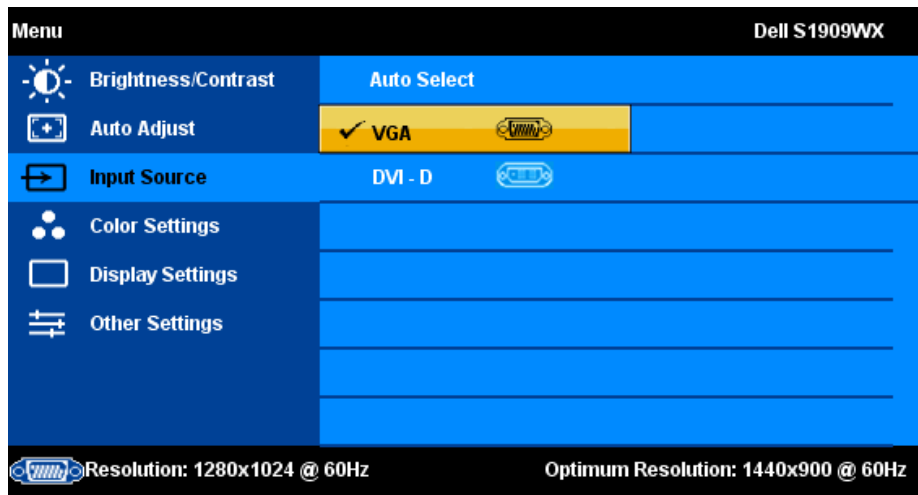 Menu Dell S1909WX
Brightness/Contrast Auto Select
Auto Adjust VGA
Input Source DVI - D
Color Settings
Display Settings
Other Settings
Resolution: 1280x1024 @ 60Hz Optimum Resolution: 1440x900 @ 60Hz